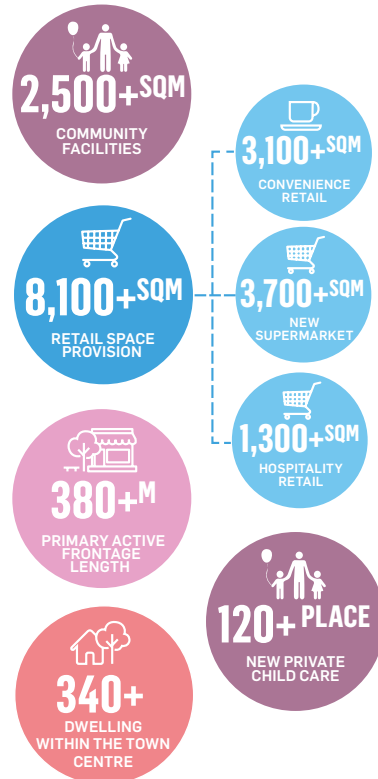 2,500+SQM
COMMUNITY
FACILITIES
8,100+SQM
RETAIL SPACE
PROVISION
3,100+SQM
CONVENIENCE
RETAIL
3,700+SQM
NEW
SUPERMARKET
1,300+SQM
HOSPITALITY
RETAIL
380+M
PRIMARY ACTIVE
FRONTAGE
LENGTH
120+ PLACE
NEW PRIVATE
CHILD CARE
340+
DWELLING
WITHIN THE TOWN
CENTRE